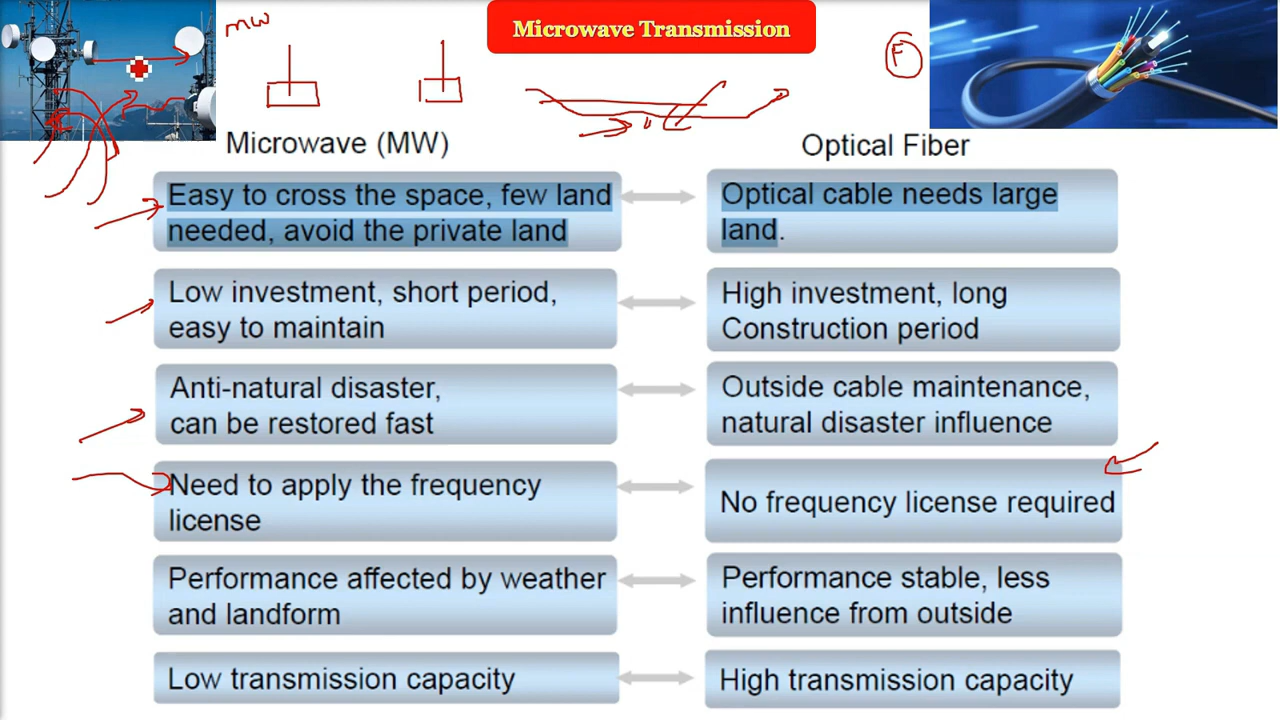 MW
Microwave Transmission
F
Microwave (MW)
Optical Fiber
Easy to cross the space, few land
needed, avoid the private land
Optical cable needs large
land.
Low investment, short period,
easy to maintain
High investment, long
Construction period
Anti-natural disaster,
can be restored fast
Outside cable maintenance,
natural disaster influence
Need to apply the frequency
license
No frequency license required
Performance affected by weather
and landform
Performance stable, less
influence from outside
Low transmission capacity
High transmission capacity